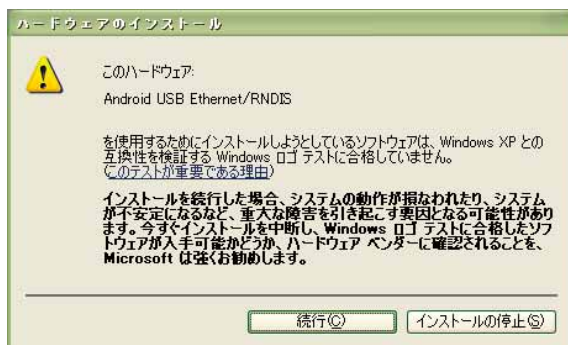 ハードウェアのインストール
このハードウェア:
Android USB Ethernet/RNDIS
を使用するためにインストールしようとしているソフトウェアは、Windows XP との
互換性を検証する Windows ロゴ テストに合格していません。
(このテストが重要である理由)
インストールを続行した場合、システムの動作が損なわれたり、システム
が不安定になるなど、重大な障害を引き起こす要因となる可能性があり
ます。今すぐインストールを中断し、Windows ロゴ テストに合格したソフ
トウェアが入手可能かどうか、ハードウェア ベンダーに確認されることを、
Microsoft は強くお勧めします。
続行(C)
インストールの停止(S)